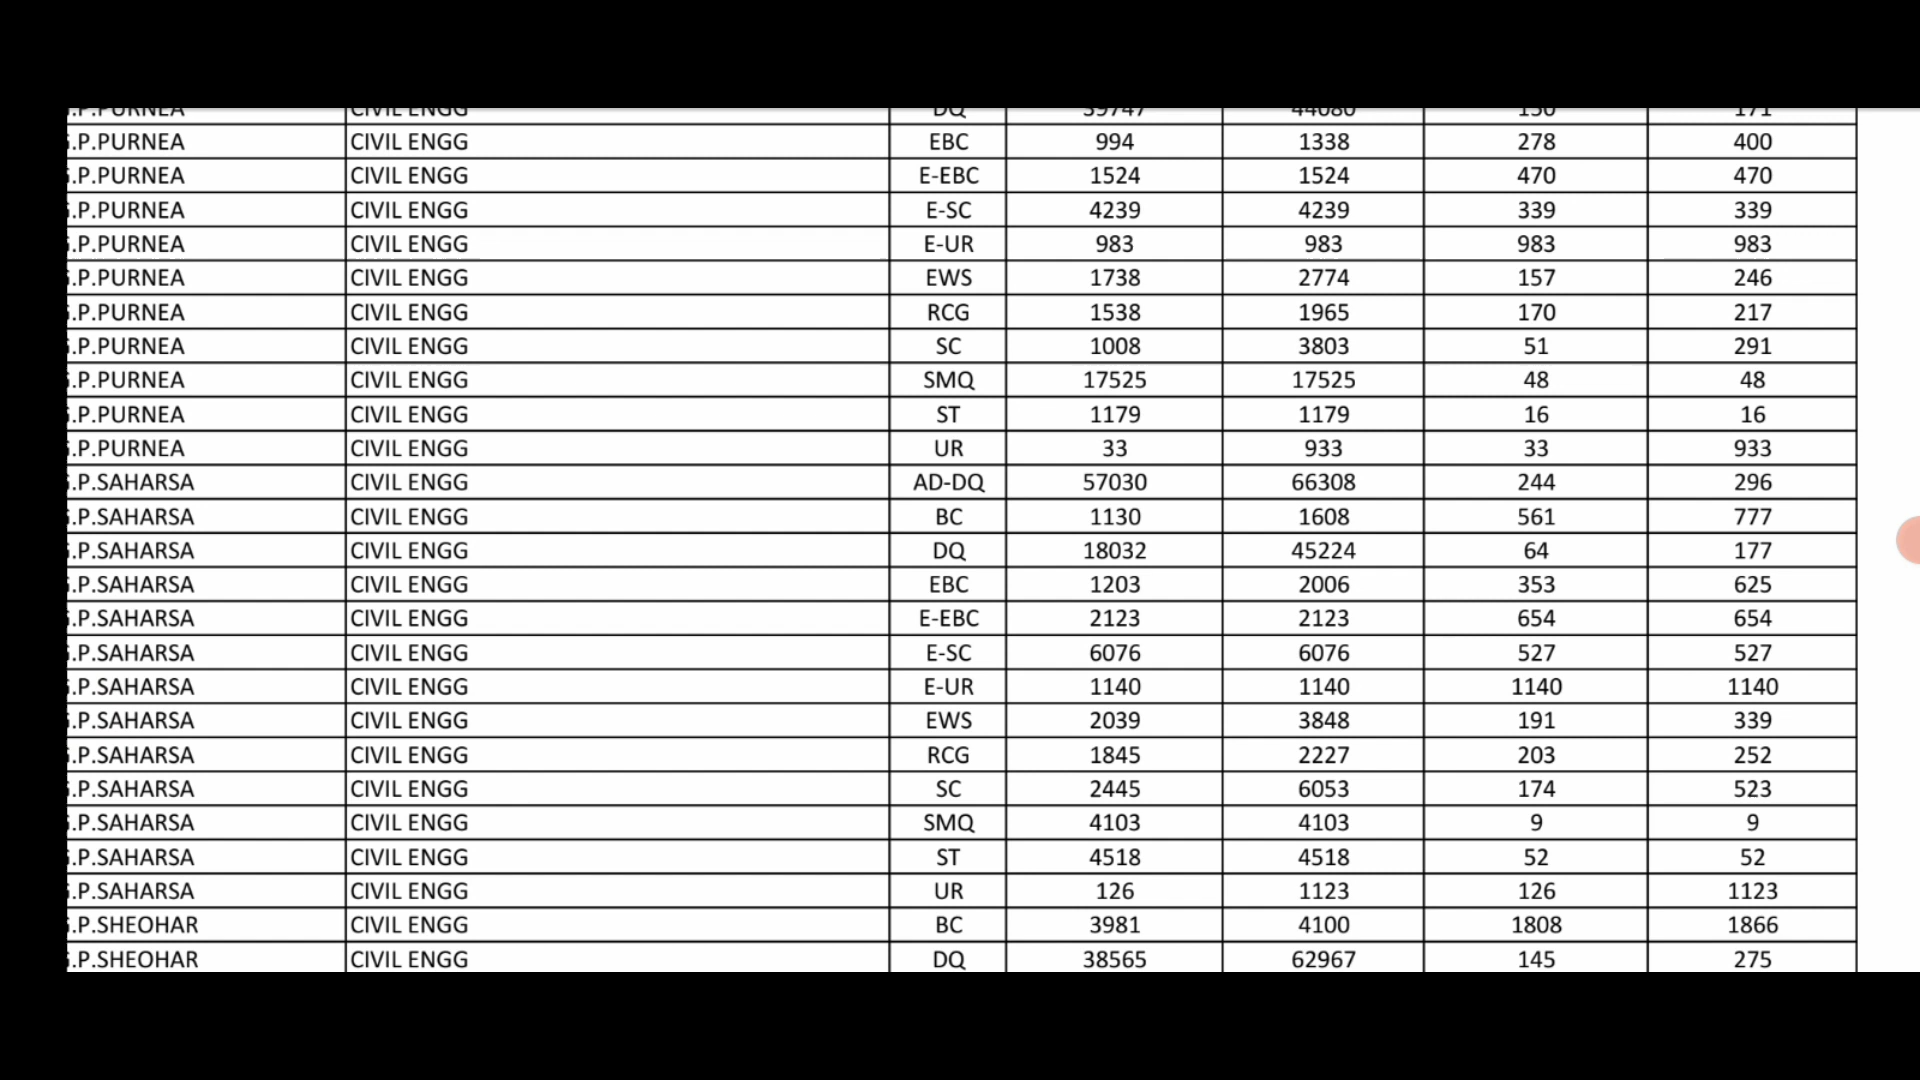 .P.PURNEA CIVIL ENGG DQ 39747 44080 150 171
.P.PURNEA CIVIL ENGG EBC 994 1338 278 400
.P.PURNEA CIVIL ENGG E-EBC 1524 1524 470 470
.P.PURNEA CIVIL ENGG E-SC 4239 4239 339 339
.P.PURNEA CIVIL ENGG E-UR 983 983 983 983
.P.PURNEA CIVIL ENGG EWS 1738 2774 157 246
.P.PURNEA CIVIL ENGG RCG 1538 1965 170 217
.P.PURNEA CIVIL ENGG SC 1008 3803 51 291
.P.PURNEA CIVIL ENGG SMQ 17525 17525 48 48
.P.PURNEA CIVIL ENGG ST 1179 1179 16 16
.P.PURNEA CIVIL ENGG UR 33 933 33 933
.P.SAHARSA CIVIL ENGG AD-DQ 57030 66308 244 296
.P.SAHARSA CIVIL ENGG BC 1130 1608 561 777
.P.SAHARSA CIVIL ENGG DQ 18032 45224 64 177
.P.SAHARSA CIVIL ENGG EBC 1203 2006 353 625
.P.SAHARSA CIVIL ENGG E-EBC 2123 2123 654 654
.P.SAHARSA CIVIL ENGG E-SC 6076 6076 527 527
.P.SAHARSA CIVIL ENGG E-UR 1140 1140 1140 1140
.P.SAHARSA CIVIL ENGG EWS 2039 3848 191 339
.P.SAHARSA CIVIL ENGG RCG 1845 2227 203 252
.P.SAHARSA CIVIL ENGG SC 2445 6053 174 523
.P.SAHARSA CIVIL ENGG SMQ 4103 4103 9 9
.P.SAHARSA CIVIL ENGG ST 4518 4518 52 52
.P.SAHARSA CIVIL ENGG UR 126 1123 126 1123
.P.SHEOHAR CIVIL ENGG BC 3981 4100 1808 1866
.P.SHEOHAR CIVIL ENGG DQ 38565 62967 145 275